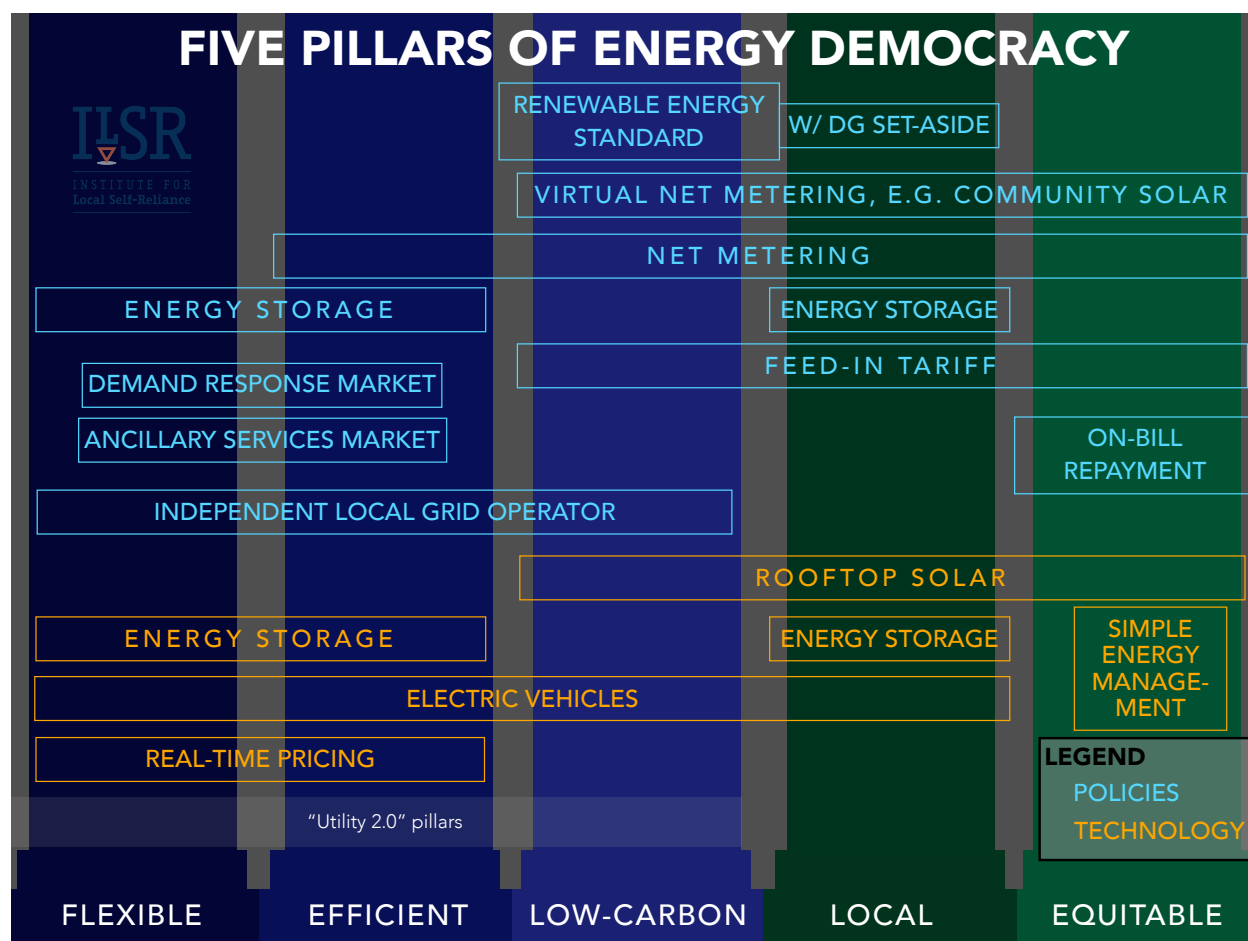 FIVE PILLARS OF ENERGY DEMOCRACY
ILSR
INSTITUTE FOR
Local Self-Reliance
RENEWABLE ENERGY
STANDARD
W/ DG SET-ASIDE
VIRTUAL NET METERING, E.G. COMMUNITY SOLAR
NET METERING
ENERGY STORAGE
ENERGY STORAGE
FEED-IN TARIFF
DEMAND RESPONSE MARKET
ANCILLARY SERVICES MARKET
ON-BILL
REPAYMENT
INDEPENDENT LOCAL GRID OPERATOR
ROOFTOP SOLAR
ENERGY STORAGE
ENERGY STORAGE
SIMPLE
ENERGY
MANAGE-
MENT
ELECTRIC VEHICLES
REAL-TIME PRICING
LEGEND
POLICIES
TECHNOLOGY
“Utility 2.0” pillars
FLEXIBLE
EFFICIENT
LOW-CARBON
LOCAL
EQUITABLE